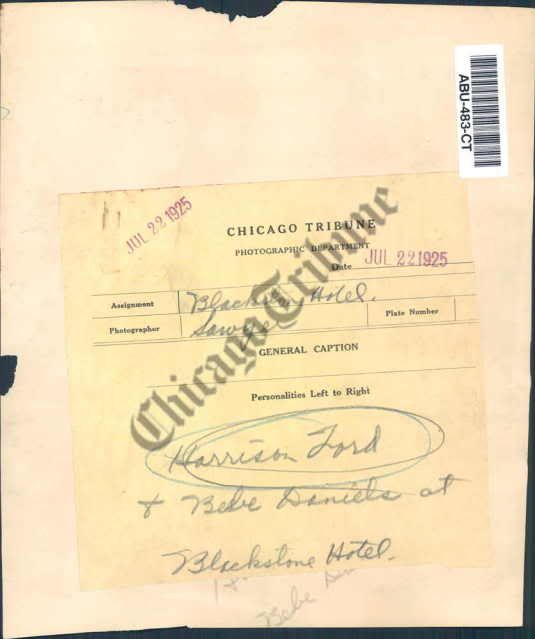 ABU-483-CT
JUL 22 1925
CHICAGO TRIBUNE
PHOTOGRAPHIC DEPARTMENT
Date JUL 22 1925
Assignment Blackstone Hotel.
Photographer Sawyer Plate Number
GENERAL CAPTION
Personalities Left to Right
Chicago Tribune
Harrison Ford
+ Bebe Daniels at
Blackstone Hotel.
Bebe